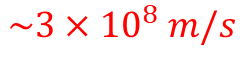 ~3 × 10⁸ m/s